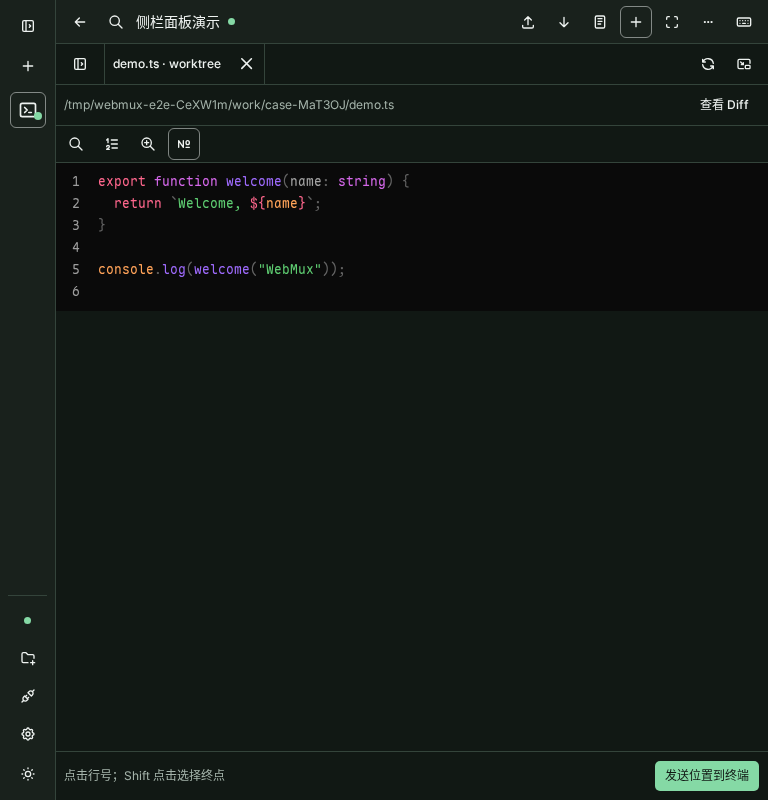 侧栏面板演示
demo.ts · worktree
/tmp/webmux-e2e-CeXW1m/work/case-MaT3OJ/demo.ts
查看 Diff
Nº
1 export function welcome(name: string) {
2   return `Welcome, ${name}`;
3 }
4
5 console.log(welcome("WebMux"));
6
点击行号；Shift 点击选择终点
发送位置到终端